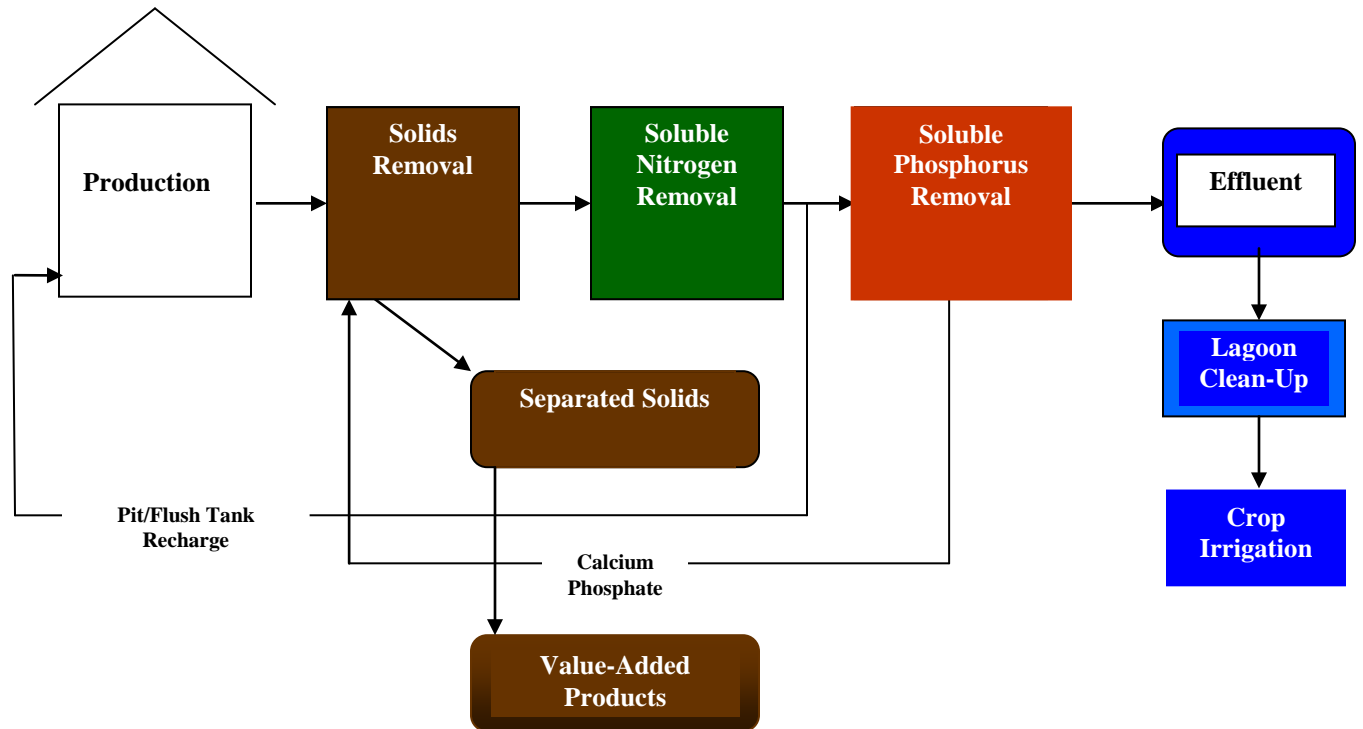 Production
Solids
Removal
Soluble
Nitrogen
Removal
Soluble
Phosphorus
Removal
Effluent
Lagoon
Clean-Up
Separated Solids
Crop
Irrigation
Pit/Flush Tank
Recharge
Calcium
Phosphate
Value-Added
Products